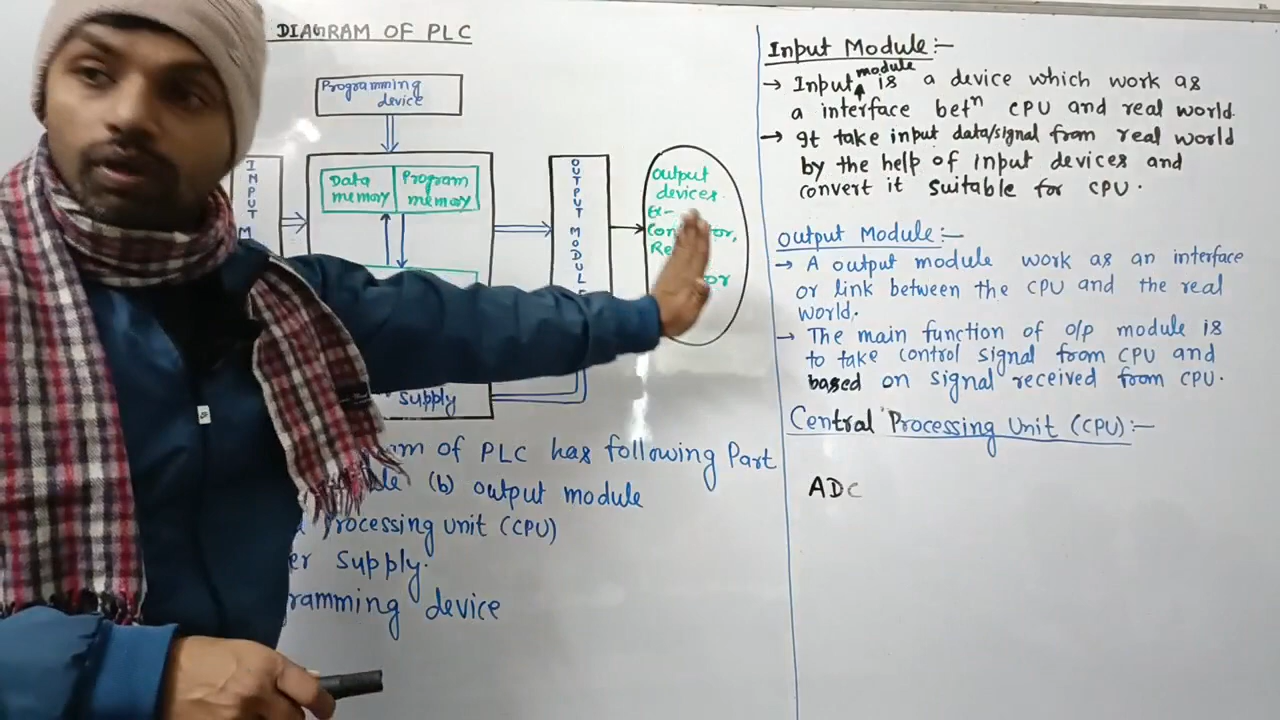 DIAGRAM OF PLC
Programming
device
INPUT M
Data
memory
Program
memory
OUTPUT MODUL
Output
devices.
Ex-
supply
m of PLC has following Part
(b) output module
Processing unit (CPU)
er supply.
ramming device
Input Module:-
→ Input module is a device which work as
a interface betⁿ CPU and real world.
→ It take input data/signal from real world
by the help of input devices and
convert it suitable for CPU.
Output Module:-
→ A output module work as an interface
or link between the CPU and the real
world.
→ The main function of o/p module is
to take control signal from CPU and
based on signal received from CPU.
Central Processing Unit (CPU):-
ADC